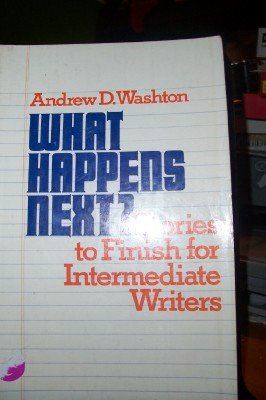 Andrew D. Washton
WHAT
HAPPENS
NEXT? Stories
to Finish for
Intermediate
Writers